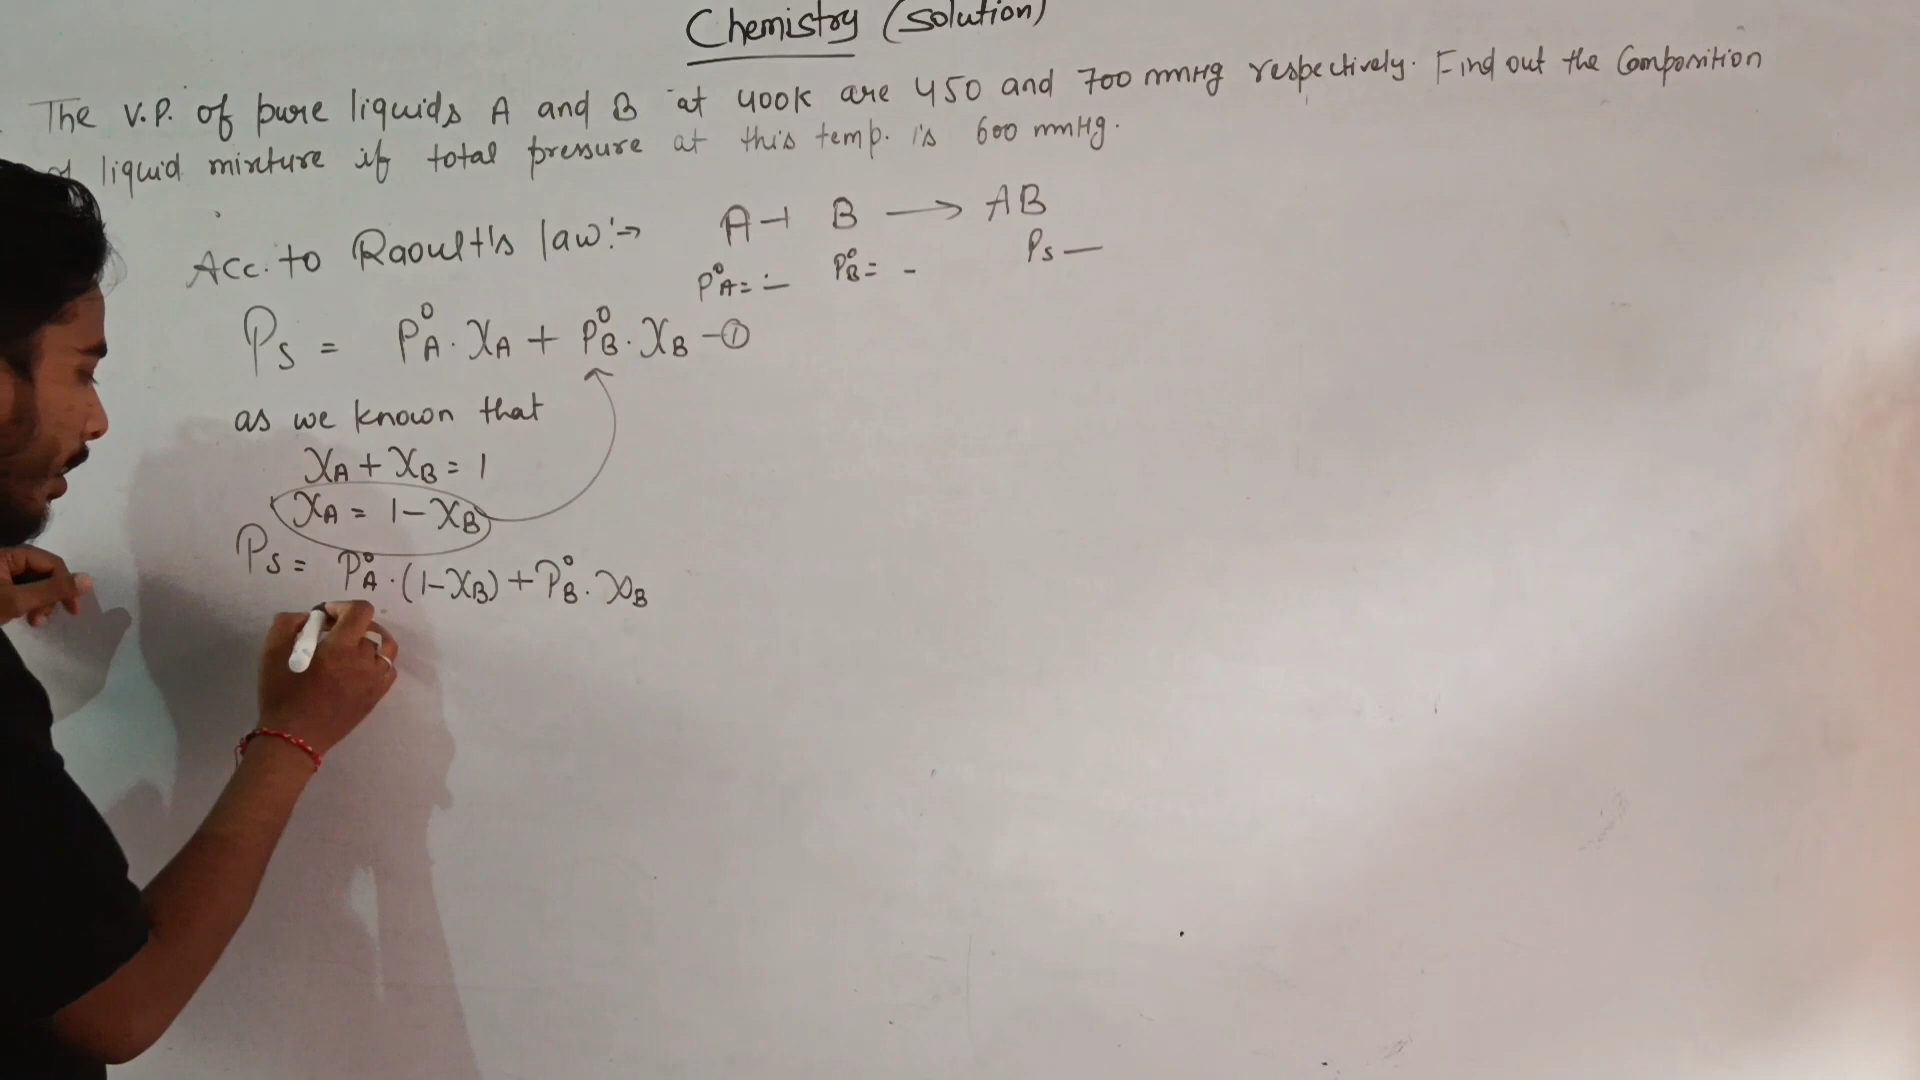 Chemistry (Solution)
The V.P. of pure liquids A and B at 400K are 450 and 700 mmHg respectively. Find out the Composition
of liquid mixture if total pressure at this temp. is 600 mmHg.
Acc. to Raoult's law:→ A + B → AB
P°A = — P°B = - Ps —
Ps = P°A . XA + P°B . XB - ①
as we known that
XA + XB = 1
XA = 1 - XB
Ps = P°A . (1-XB) + P°B . XB